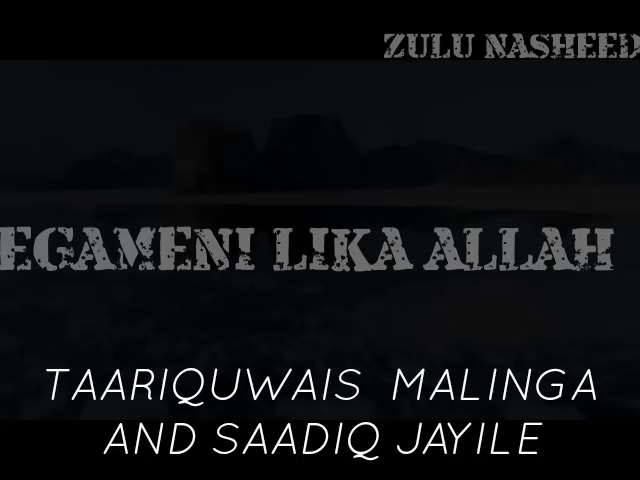 ZULU NASHEED
EGAMENI LIKA ALLAH
TAARIQUWAIS MALINGA
AND SAADIQ JAYILE